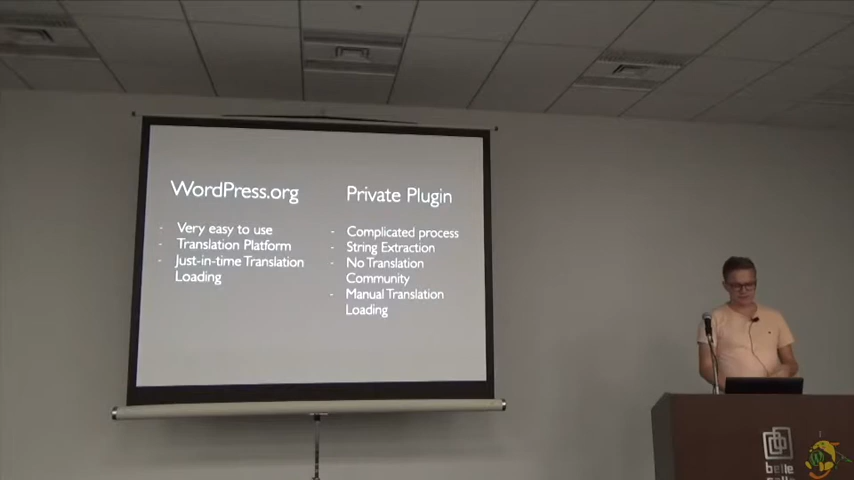 WordPress.org
- Very easy to use
- Translation Platform
- Just-in-time Translation
Loading
Private Plugin
- Complicated process
- String Extraction
- No Translation
Community
- Manual Translation
Loading
belle